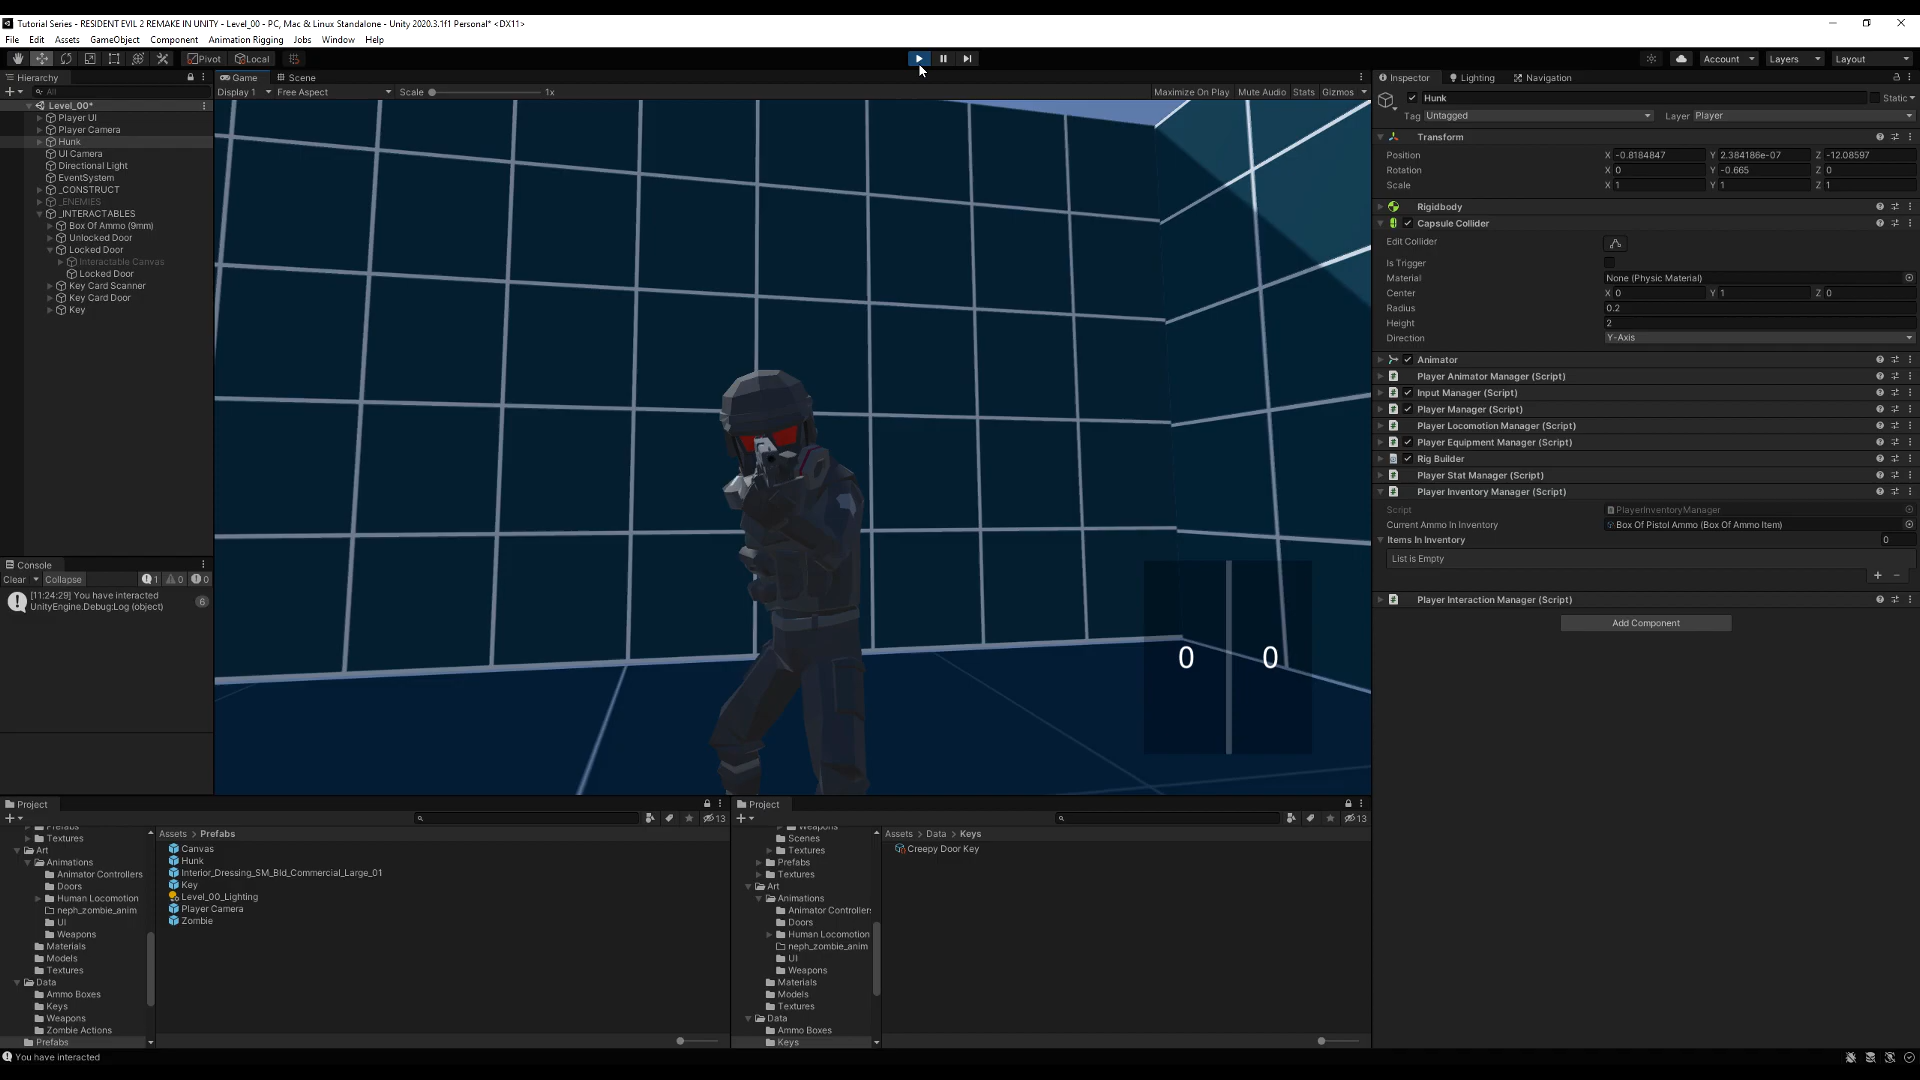 Tutorial Series - RESIDENT EVIL 2 REMAKE IN UNITY - Level_00 - PC, Mac & Linux Standalone - Unity 2020.3.1f1 Personal* <DX11>
File Edit Assets GameObject Component Animation Rigging Jobs Window Help
Pivot Local Account Layers Layout
Hierarchy
All
Level_00*
Player UI
Player Camera
Hunk
UI Camera
Directional Light
EventSystem
_CONSTRUCT
_ENEMIES
_INTERACTABLES
Box Of Ammo (9mm)
Unlocked Door
Locked Door
Interactable Canvas
Locked Door
Key Card Scanner
Key Card Door
Key
Console
Clear Collapse 1 0 0
[11:24:29] You have interacted
UnityEngine.Debug:Log (object)
6
Game Scene
Display 1 Free Aspect Scale 1x Maximize On Play Mute Audio Stats Gizmos
0 0
Inspector Lighting Navigation
Hunk Static
Tag Untagged Layer Player
Transform
Position X -0.8184847 Y 2.384186e-07 Z -12.08597
Rotation X 0 Y -0.665 Z 0
Scale X 1 Y 1 Z 1
Rigidbody
Capsule Collider
Edit Collider
Is Trigger
Material None (Physic Material)
Center X 0 Y 1 Z 0
Radius 0.2
Height 2
Direction Y-Axis
Animator
Player Animator Manager (Script)
Input Manager (Script)
Player Manager (Script)
Player Locomotion Manager (Script)
Player Equipment Manager (Script)
Rig Builder
Player Stat Manager (Script)
Player Inventory Manager (Script)
Script PlayerInventoryManager
Current Ammo In Inventory Box Of Pistol Ammo (Box Of Ammo Item)
Items In Inventory 0
List is Empty
Player Interaction Manager (Script)
Add Component
Project
13
Prefabs
Textures
Art
Animations
Animator Controllers
Doors
Human Locomotion
neph_zombie_anim
UI
Weapons
Materials
Models
Textures
Data
Ammo Boxes
Keys
Weapons
Zombie Actions
Prefabs
Assets > Prefabs
Canvas
Hunk
Interior_Dressing_SM_Bld_Commercial_Large_01
Key
Level_00_Lighting
Player Camera
Zombie
Project
13
Weapons
Scenes
Textures
Prefabs
Textures
Art
Animations
Animator Controller
Doors
Human Locomotion
neph_zombie_anim
UI
Weapons
Materials
Models
Textures
Data
Ammo Boxes
Keys
Assets > Data > Keys
Creepy Door Key
You have interacted